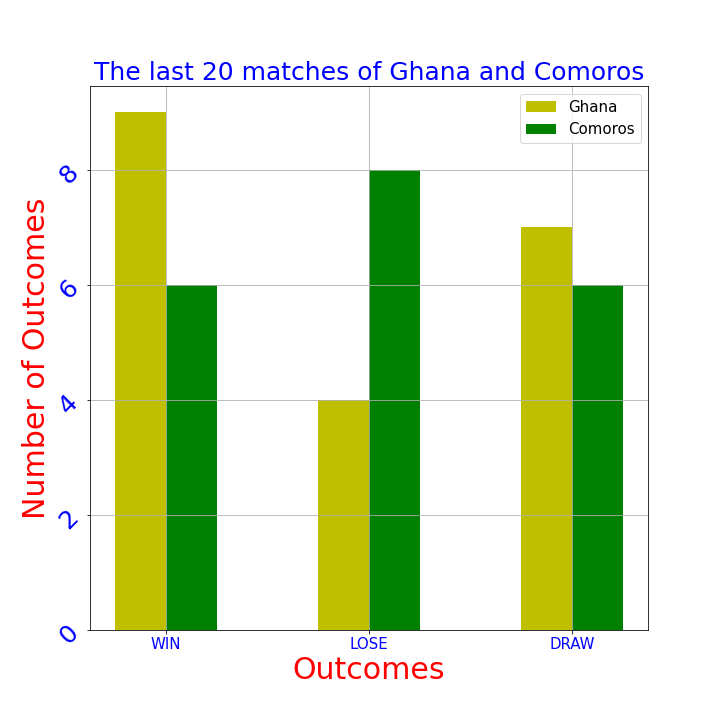 The last 20 matches of Ghana and Comoros
Ghana
Comoros
Number of Outcomes
8
6
4
2
0
WIN LOSE DRAW
Outcomes